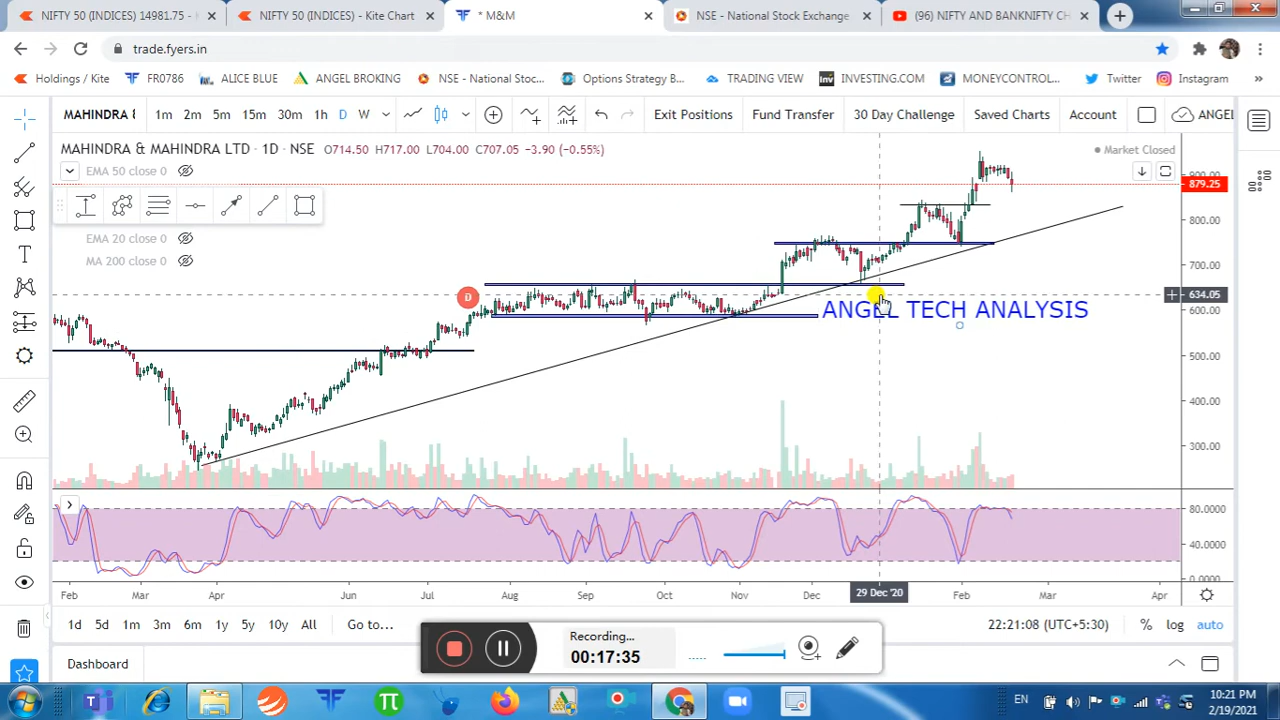 NIFTY 50 (INDICES) 14981.75 - K
NIFTY 50 (INDICES) - Kite Chart
* M&M
NSE - National Stock Exchange
(96) NIFTY AND BANKNIFTY CH
trade.fyers.in
Holdings / Kite
FR0786
ALICE BLUE
ANGEL BROKING
NSE - National Stoc...
Options Strategy B...
TRADING VIEW
INVESTING.COM
MONEYCONTROL...
Twitter
Instagram
»
MAHINDRA &
1m 2m 5m 15m 30m 1h D W
Exit Positions
Fund Transfer
30 Day Challenge
Saved Charts
Account
ANGEL
MAHINDRA & MAHINDRA LTD · 1D · NSE O714.50 H717.00 L704.00 C707.05 -3.90 (-0.55%)
Market Closed
EMA 50 close 0
EMA 20 close 0
MA 200 close 0
900.00
879.25
800.00
700.00
634.05
600.00
500.00
400.00
300.00
D
ANGEL TECH ANALYSIS
80.0000
40.0000
0.0000
Feb Mar Jun Jul Aug Sep Oct Nov Dec 29 Dec '20 Feb Mar Apr
1d 5d 1m 3m 6m 1y 5y 10y All Go to...
22:21:08 (UTC+5:30) % log auto
Recording...
00:17:35
Dashboard
EN
10:21 PM
2/19/2021